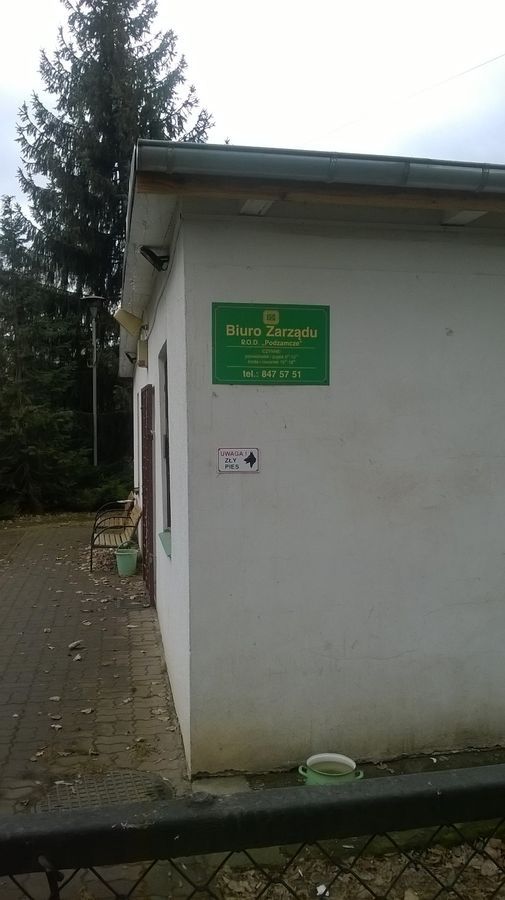 Biuro Zarządu
R.O.D. „Podzamcze”
CZYNNE:
tel.: 847 57 51
UWAGA !
ZŁY
PIES